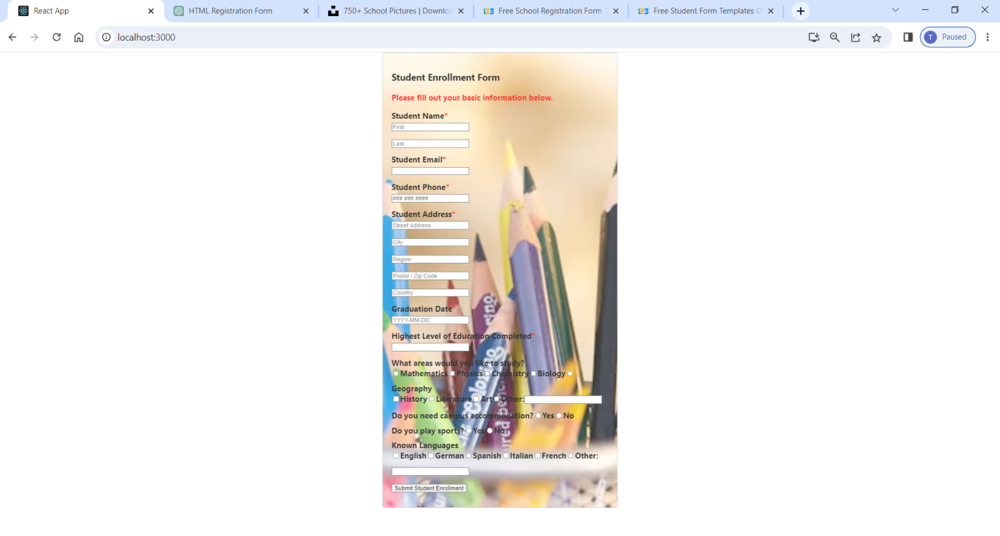 React App
HTML Registration Form
750+ School Pictures | Downloa
Free School Registration Form T
Free Student Form Templates O
localhost:3000
T Paused
Student Enrollment Form
Please fill out your basic information below.
Student Name*
First
Last
Student Email*
Student Phone*
### ### ####
Student Address*
Street Address
City
Region
Postal / Zip Code
Country
Graduation Date*
YYYY-MM-DD
Highest Level of Education Completed*
What areas would you like to study?
Mathematics Physics Chemistry Biology
Geography
History Literature Art Other:
Do you need campus accommodation? Yes No
Do you play sports? Yes No
Known Languages
English German Spanish Italian French Other:
Submit Student Enrollment